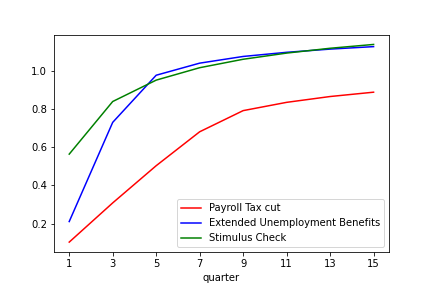 1.0
0.8
0.6
0.4
0.2
Payroll Tax cut
Extended Unemployment Benefits
Stimulus Check
1 3 5 7 9 11 13 15
quarter